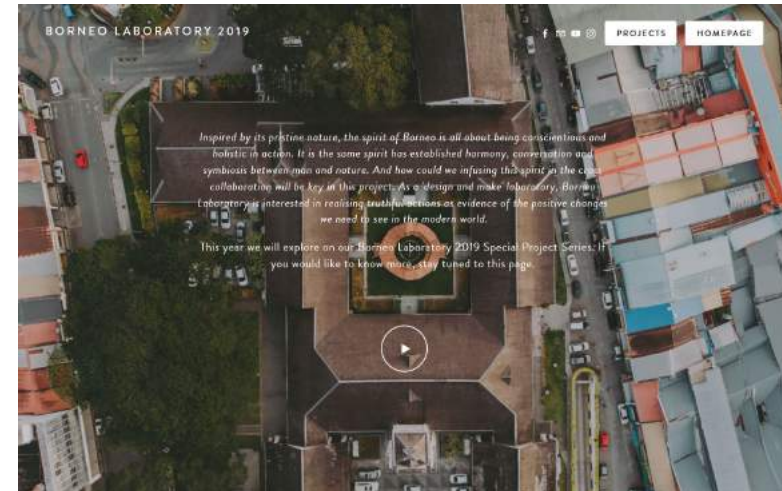 BORNEO LABORATORY 2019
PROJECTS
HOMEPAGE
Inspired by its pristine nature, the spirit of Borneo is all about being conscientious and
holistic in action. It is the same spirit has established harmony, conversation and
symbiosis between man and nature. And how could we infusing this spirit in the cross
collaboration will be key in this project. As a 'design and make' laboratory, Borneo
Laboratory is interested in realising truthful actions as evidence of the positive changes
we need to see in the modern world.
This year we will explore on our Borneo Laboratory 2019 Special Project Series. If
you would like to know more, stay tuned to this page.